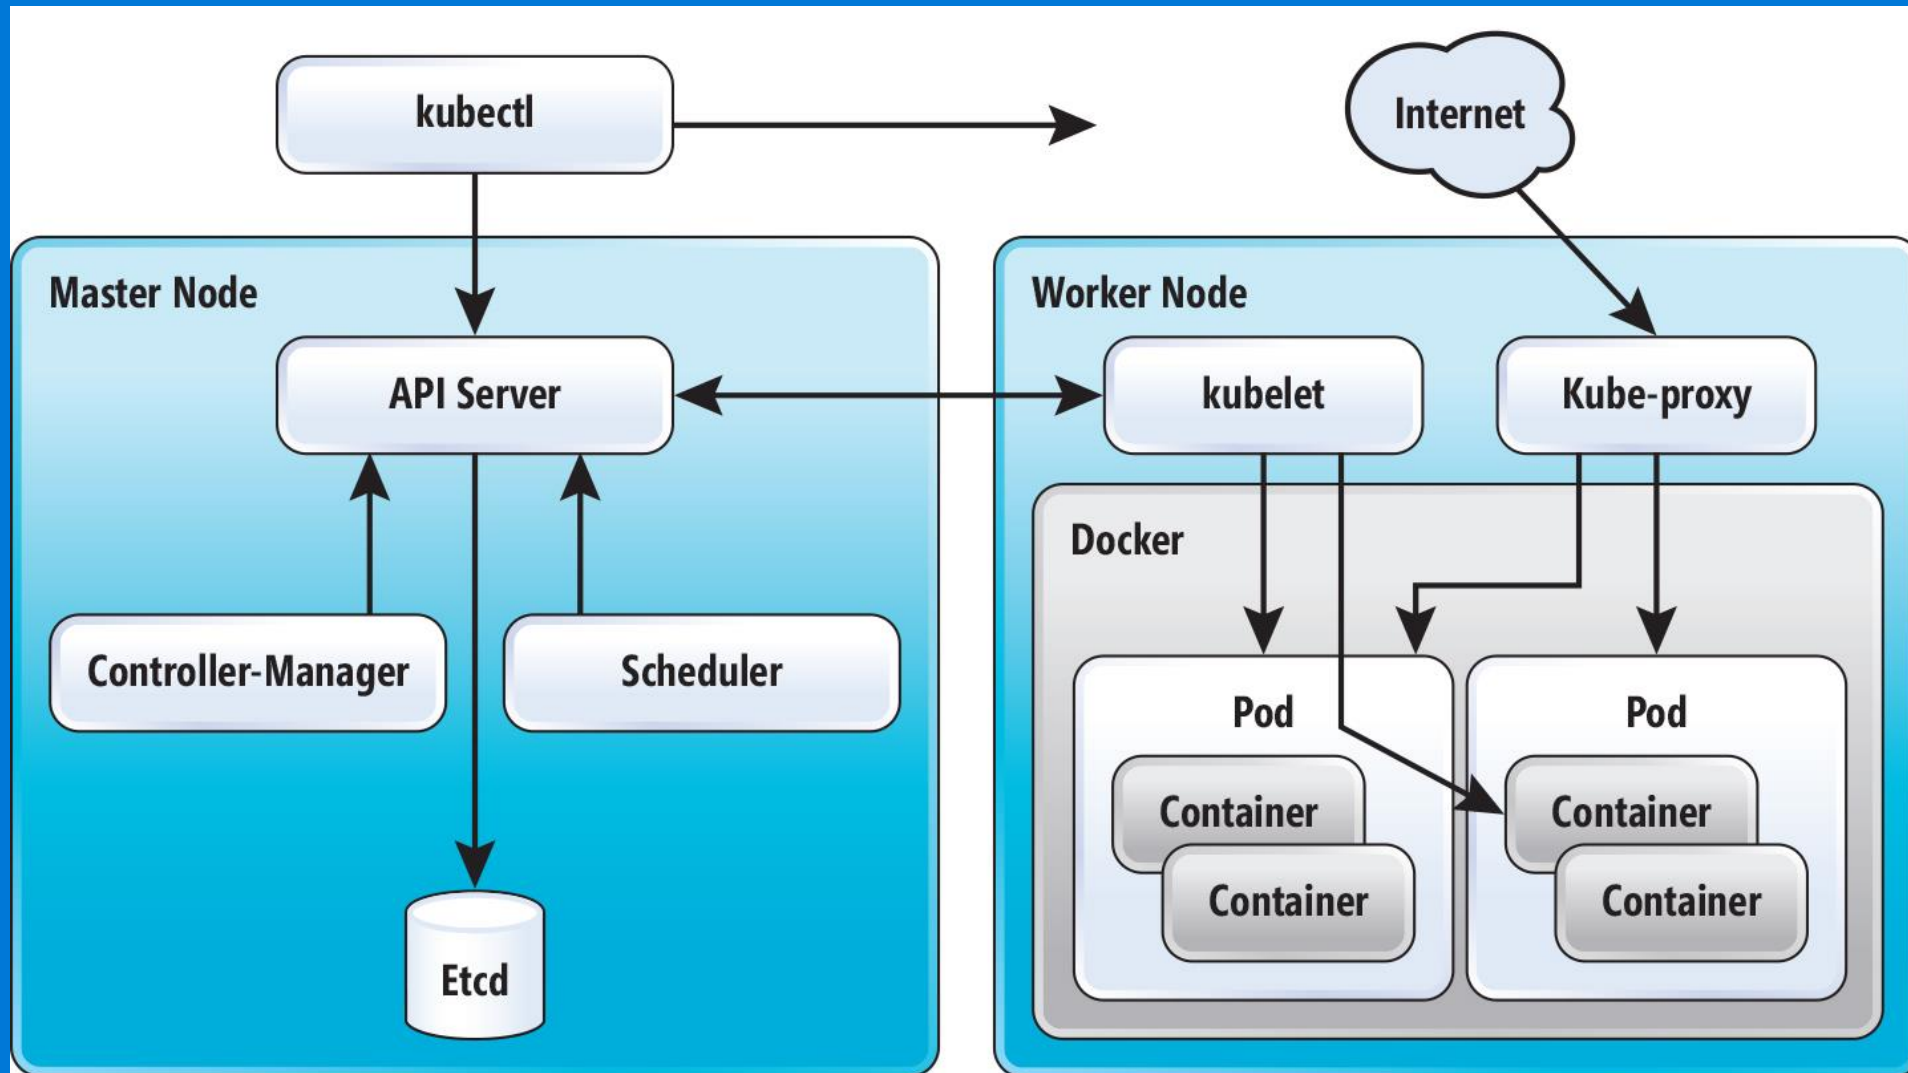 kubectl
Internet
Master Node
Worker Node
API Server
kubelet
Kube-proxy
Docker
Controller-Manager
Scheduler
Pod
Pod
Container
Container
Container
Container
Etcd